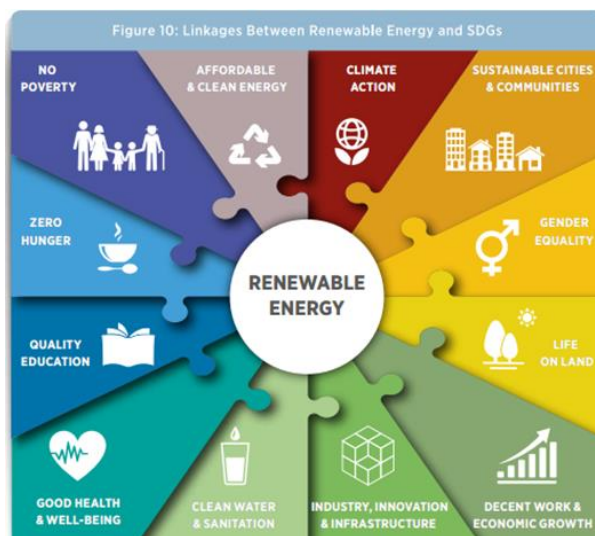 Figure 10: Linkages Between Renewable Energy and SDGs
NO
POVERTY
AFFORDABLE
& CLEAN ENERGY
CLIMATE
ACTION
SUSTAINABLE CITIES
& COMMUNITIES
ZERO
HUNGER
GENDER
EQUALITY
RENEWABLE
ENERGY
QUALITY
EDUCATION
LIFE
ON LAND
GOOD HEALTH
& WELL-BEING
CLEAN WATER
& SANITATION
INDUSTRY, INNOVATION
& INFRASTRUCTURE
DECENT WORK &
ECONOMIC GROWTH